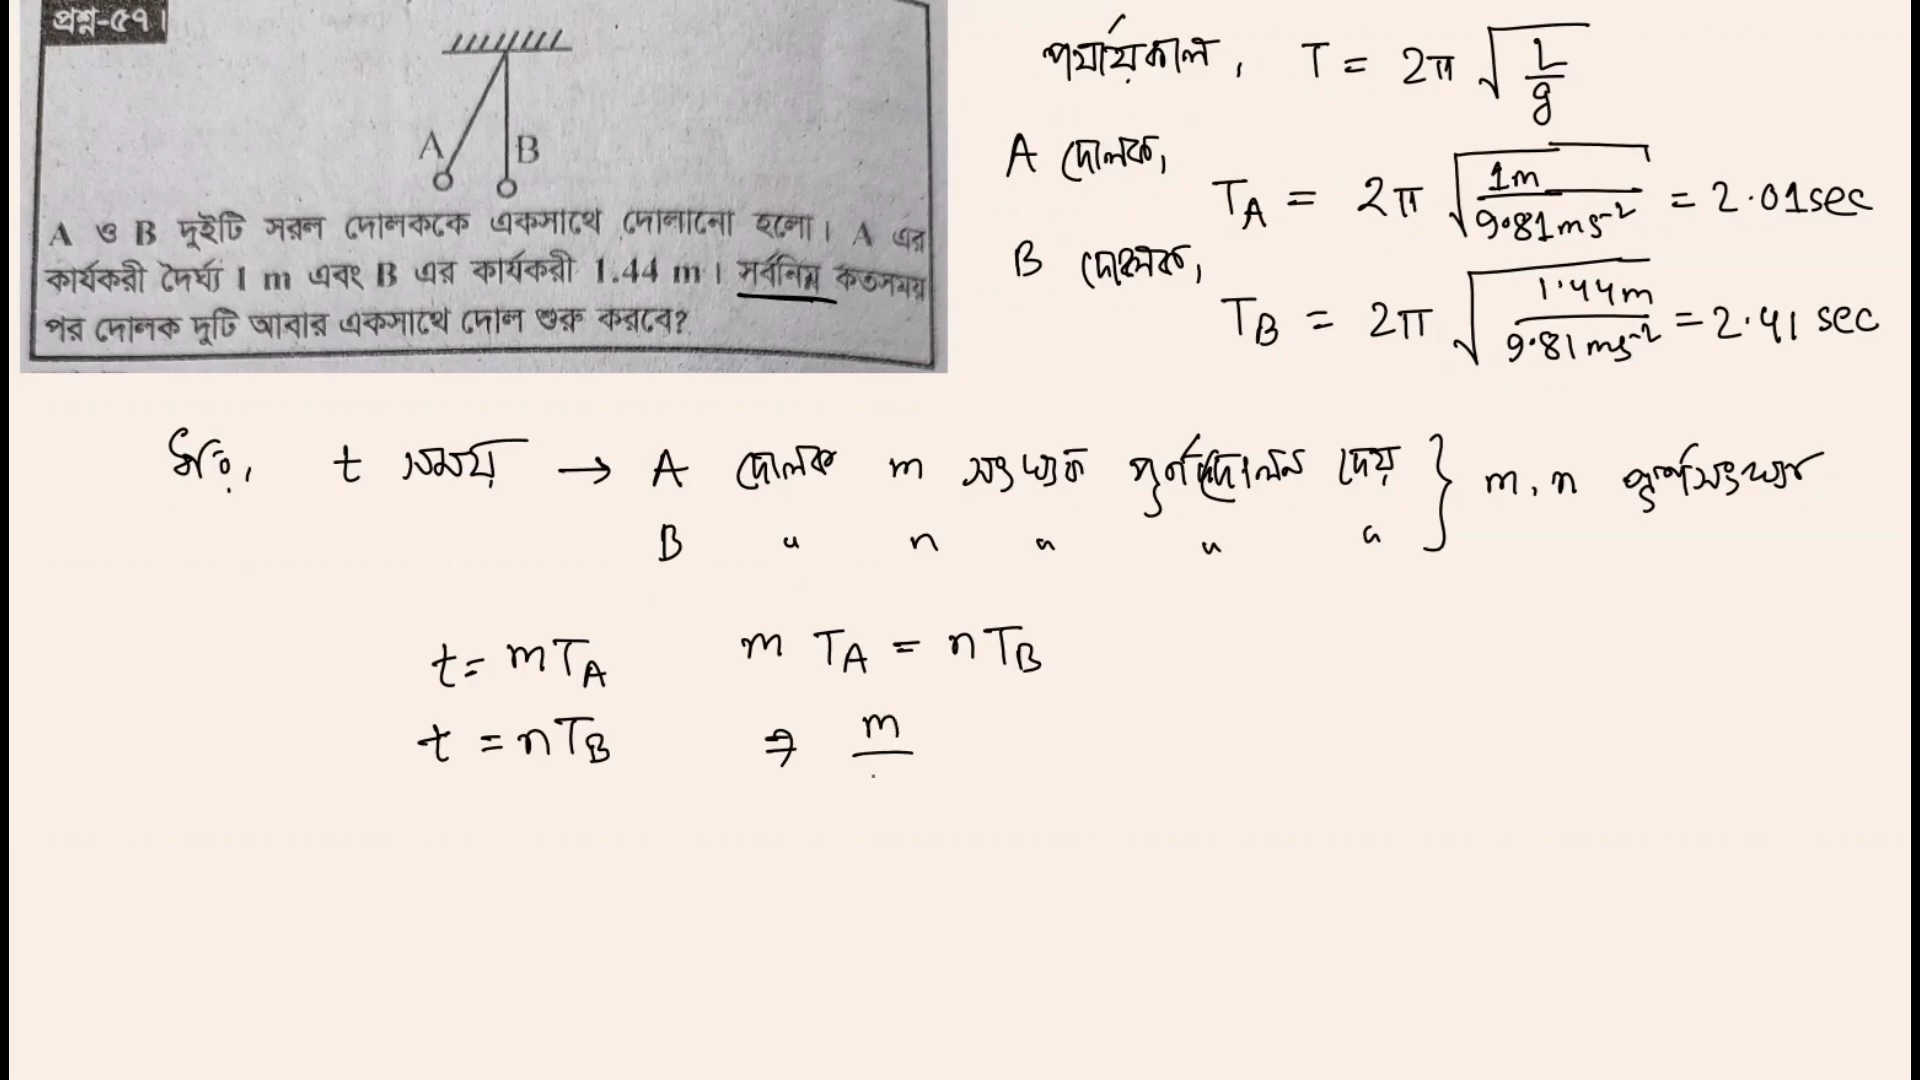 প্রশ্ন-৫৭।
A B
A ও B দুইটি সরল দোলককে একসাথে দোলানো হলো। A এর
কার্যকরী দৈর্ঘ্য 1 m এবং B এর কার্যকরী 1.44 m। সর্বনিম্ন কতসময়
পর দোলক দুটি আবার একসাথে দোল শুরু করবে?
পর্যায়কাল, T = 2π √(L/g)
A দোলক,
T_A = 2π √(1m/9.81ms⁻²) = 2.01sec
B দোলক,
T_B = 2π √(1.44m/9.81ms⁻²) = 2.41 sec
ধরি, t সময় → A দোলক m সংখ্যক পূর্ণদোলন দেয় } m, n পূর্ণসংখ্যা
B " n " " "
t = mT_A m T_A = nT_B
t = nT_B ⇒ m